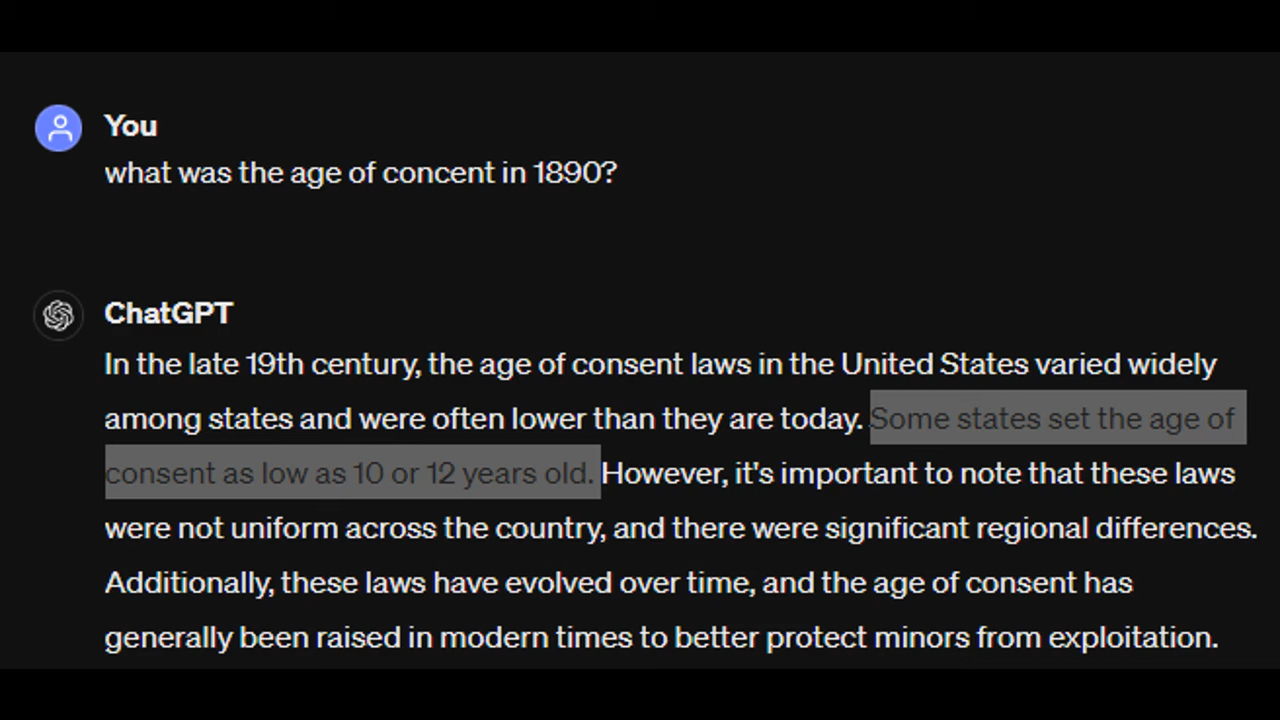 You
what was the age of concent in 1890?
ChatGPT
In the late 19th century, the age of consent laws in the United States varied widely
among states and were often lower than they are today. Some states set the age of
consent as low as 10 or 12 years old. However, it's important to note that these laws
were not uniform across the country, and there were significant regional differences.
Additionally, these laws have evolved over time, and the age of consent has
generally been raised in modern times to better protect minors from exploitation.